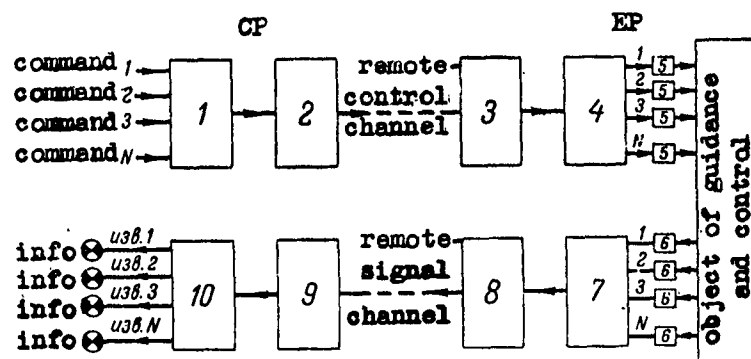 CP
EP
command 1
command 2
command 3
command N
1
2
remote
control
channel
3
4
1
2
3
N
5
5
5
5
object of guidance
and control
info изв.1
info изв.2
info изв.3
info изв.N
10
9
remote
signal
channel
8
7
1
2
3
N
6
6
6
6